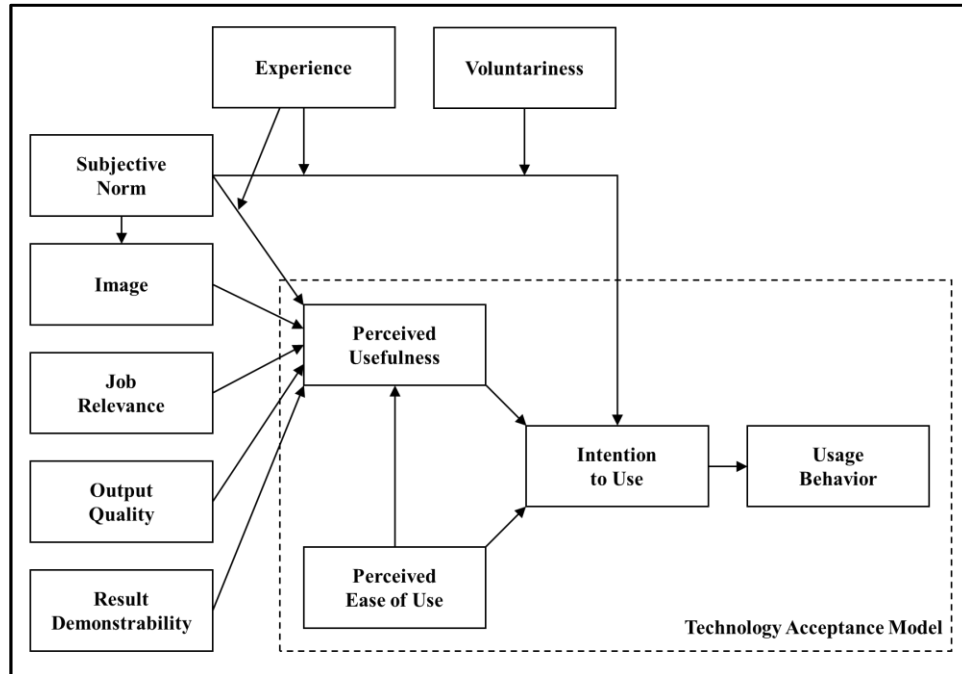 Experience
Voluntariness
Subjective
Norm
Image
Perceived
Usefulness
Job
Relevance
Intention
to Use
Usage
Behavior
Output
Quality
Perceived
Ease of Use
Result
Demonstrability
Technology Acceptance Model